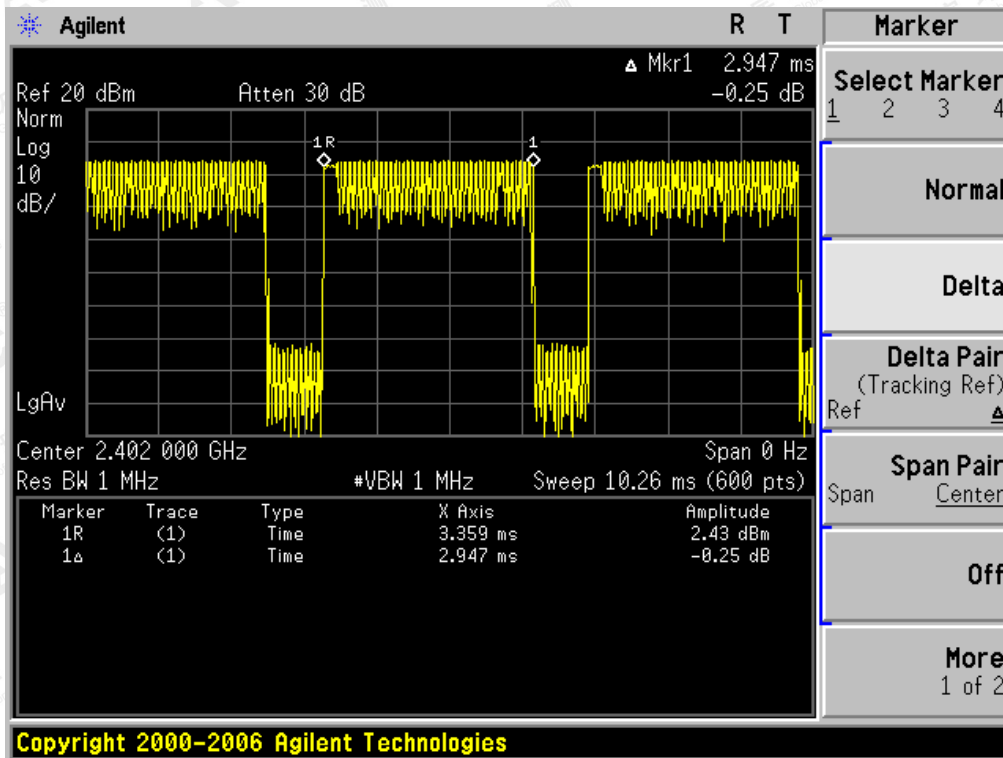 Agilent R T
Δ Mkr1 2.947 ms
Ref 20 dBm Atten 30 dB -0.25 dB
Norm
Log
10
dB/
1R 1
LgAv
Center 2.402 000 GHz Span 0 Hz
Res BW 1 MHz #VBW 1 MHz Sweep 10.26 ms (600 pts)
Marker Trace Type X Axis Amplitude
1R (1) Time 3.359 ms 2.43 dBm
1Δ (1) Time 2.947 ms -0.25 dB
Copyright 2000-2006 Agilent Technologies
Marker
Select Marker
1 2 3 4
Normal
Delta
Delta Pair
(Tracking Ref)
Ref Δ
Span Pair
Span Center
Off
More
1 of 2